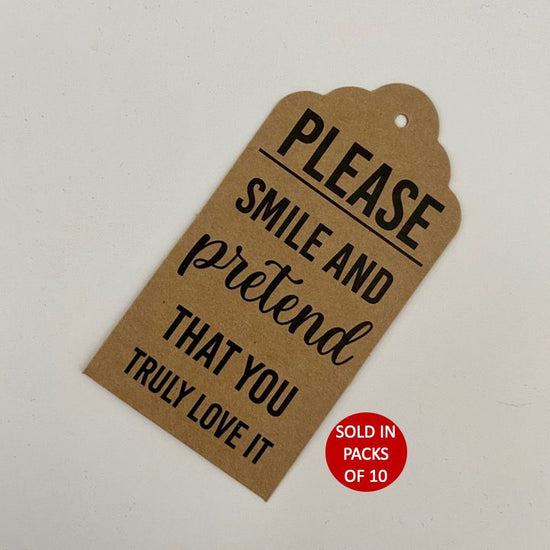 PLEASE
SMILE AND
pretend
THAT YOU
TRULY LOVE IT
SOLD IN
PACKS
OF 10